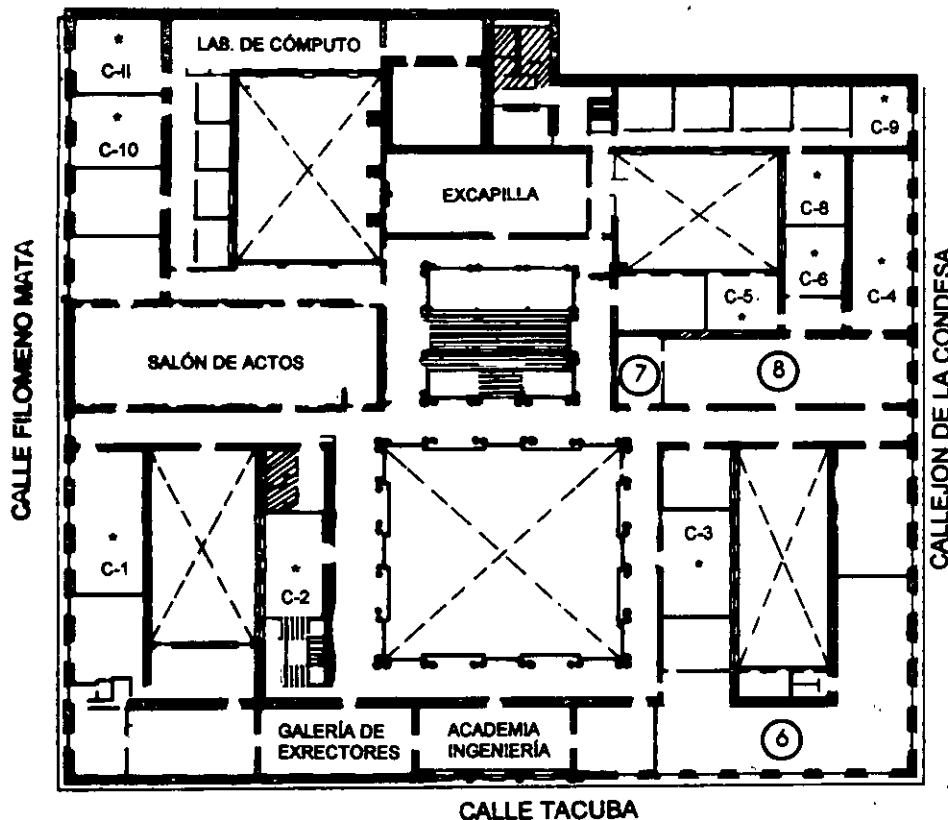 LAB. DE CÓMPUTO
*
C-II
*
C-10
*
C-9
EXCAPILLA
*
C-8
*
C-6
*
C-4
C-5
*
CALLE FILOMENO MATA
SALÓN DE ACTOS
7
8
CALLEJON DE LA CONDESA
*
C-1
*
C-2
C-3
*
GALERÍA DE
EXRECTORES
ACADEMIA
INGENIERÍA
6
CALLE TACUBA